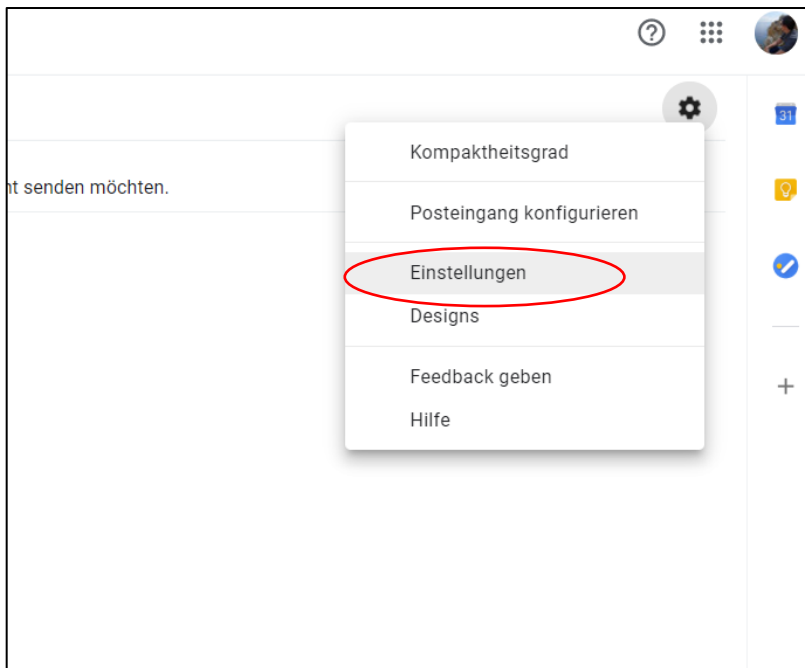 31
Kompaktheitsgrad
nt senden möchten.
Posteingang konfigurieren
Einstellungen
Designs
Feedback geben
Hilfe